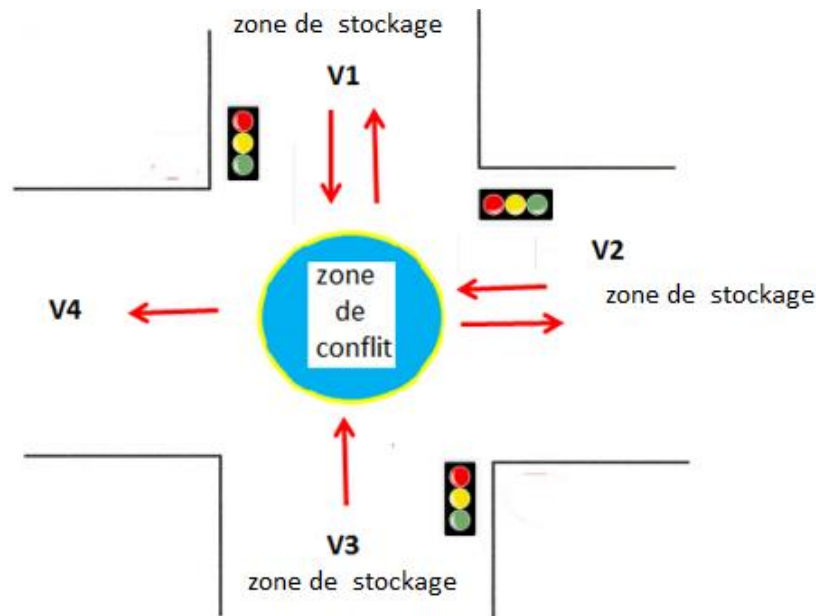 zone de stockage
V1
V2
zone de stockage
zone
de
conflit
V4
V3
zone de stockage